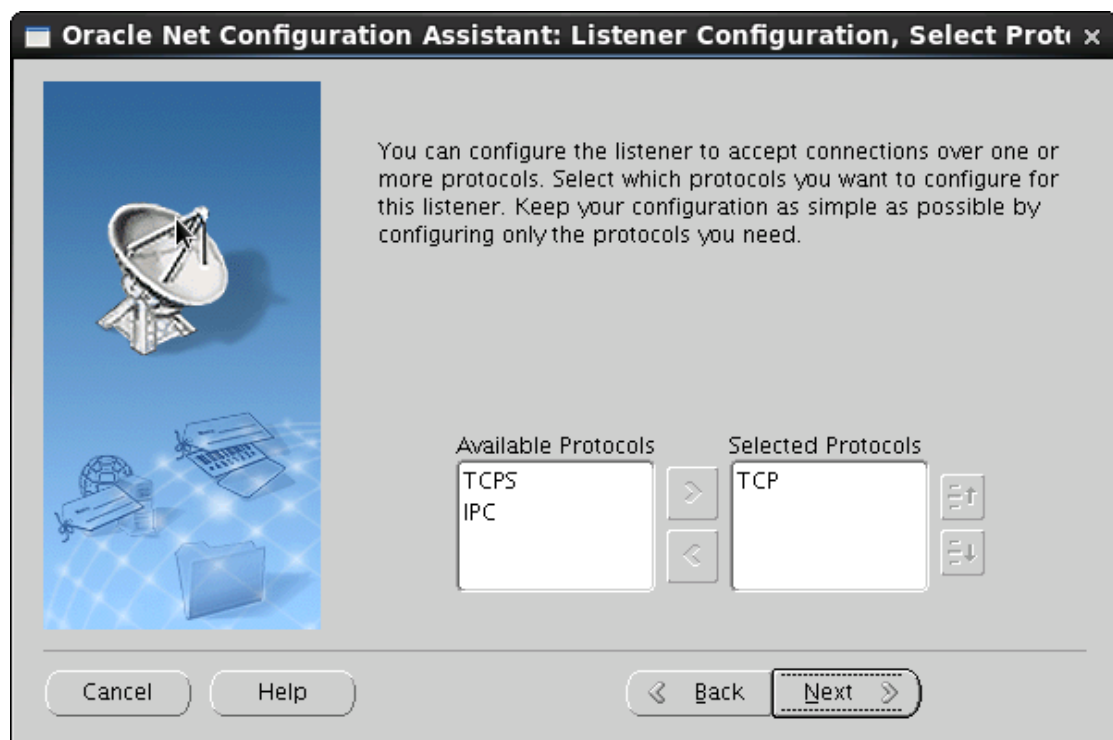 Oracle Net Configuration Assistant: Listener Configuration, Select Prot
You can configure the listener to accept connections over one or
more protocols. Select which protocols you want to configure for
this listener. Keep your configuration as simple as possible by
configuring only the protocols you need.
Available Protocols
TCPS
IPC
Selected Protocols
TCP
Cancel
Help
Back
Next